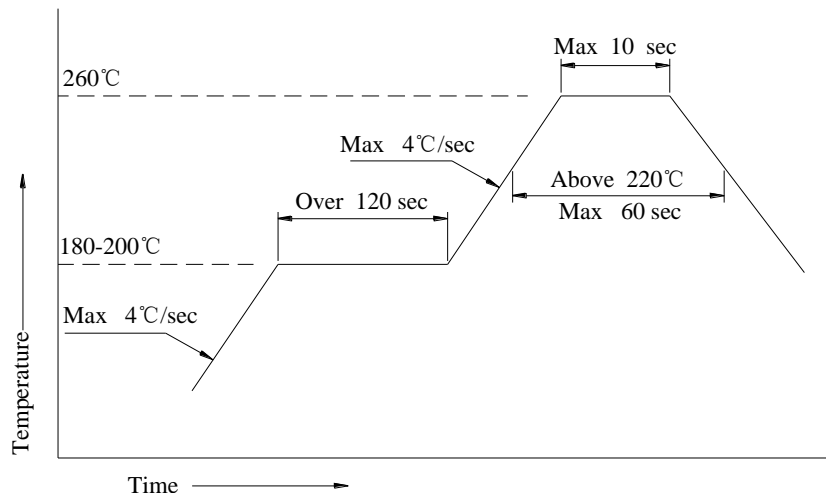 Max 10 sec
260℃
Max 4℃/sec
Above 220℃
Max 60 sec
Over 120 sec
180-200℃
Max 4℃/sec
Temperature
Time